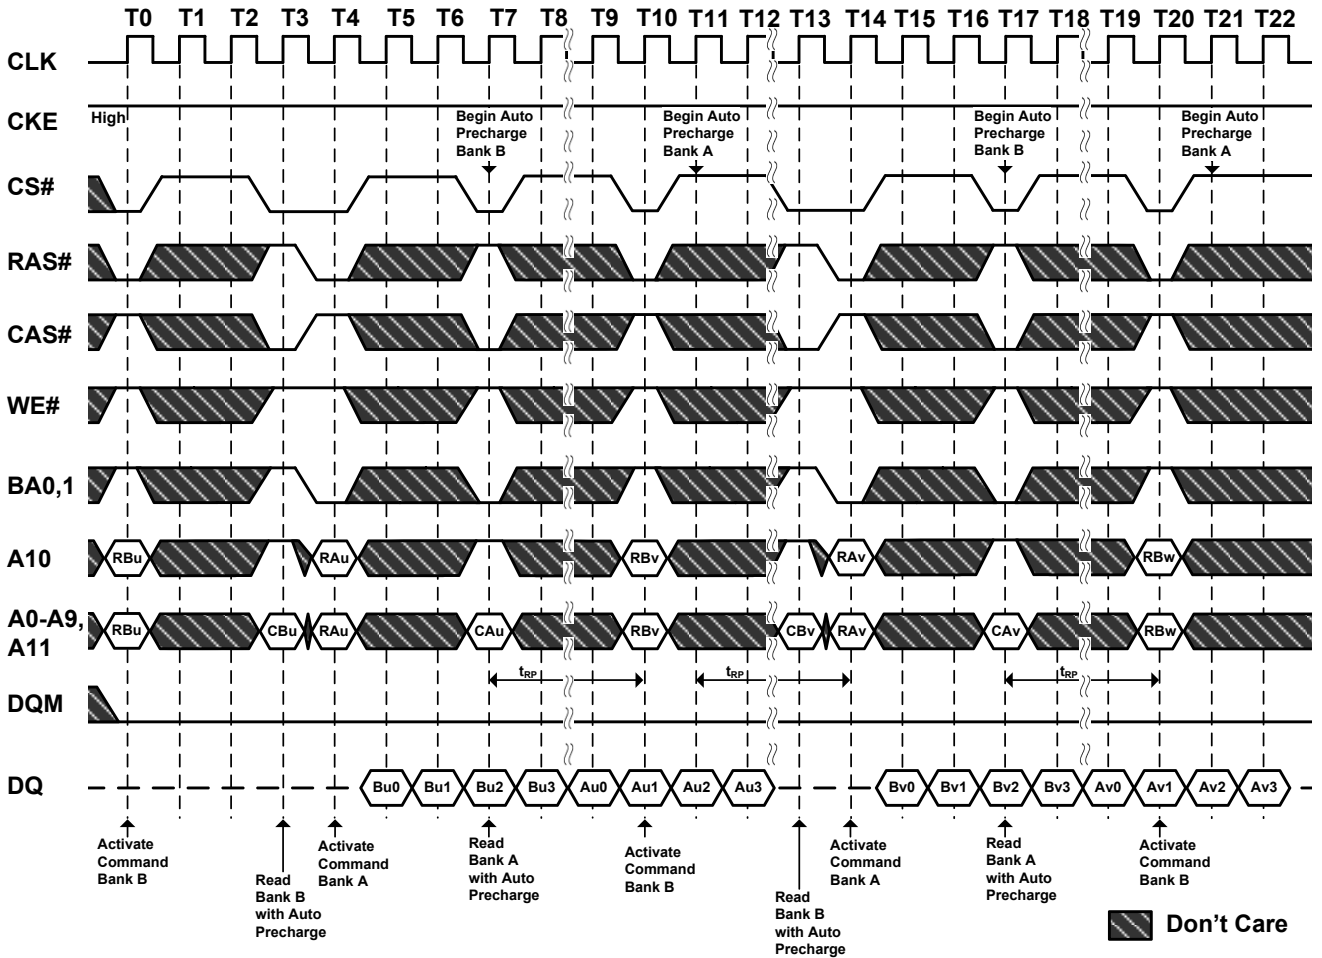 T0 T1 T2 T3 T4 T5 T6 T7 T8 T9 T10 T11 T12 T13 T14 T15 T16 T17 T18 T19 T20 T21 T22
CLK
CKE
High
Begin Auto
Precharge
Bank B
Begin Auto
Precharge
Bank A
Begin Auto
Precharge
Bank B
Begin Auto
Precharge
Bank A
CS#
RAS#
CAS#
WE#
BA0,1
A10
RBu RAu RBv RAv RBw
A0-A9,
A11
RBu CBu RAu CAu RBv CBv RAv CAv RBw
tRP tRP tRP
DQM
DQ
Bu0 Bu1 Bu2 Bu3 Au0 Au1 Au2 Au3 Bv0 Bv1 Bv2 Bv3 Av0 Av1 Av2 Av3
Activate
Command
Bank B
Read
Bank B
with Auto
Precharge
Activate
Command
Bank A
Read
Bank A
with Auto
Precharge
Activate
Command
Bank B
Read
Bank B
with Auto
Precharge
Activate
Command
Bank A
Read
Bank A
with Auto
Precharge
Activate
Command
Bank B
Don't Care